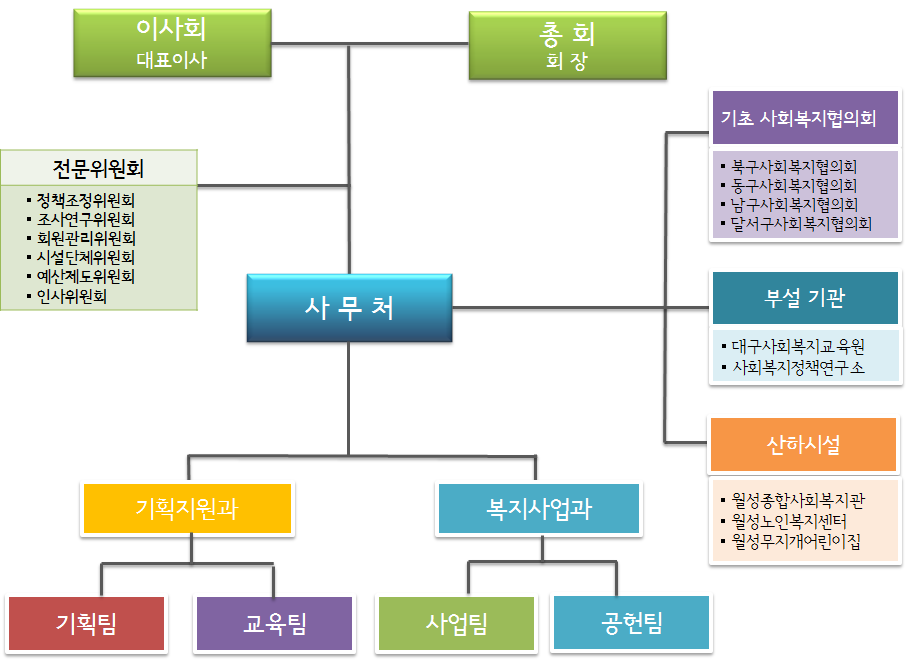 이사회
대표이사
총 회
회 장
전문위원회
▪ 정책조정위원회
▪ 조사연구위원회
▪ 회원관리위원회
▪ 시설단체위원회
▪ 예산제도위원회
▪ 인사위원회
기초 사회복지협의회
▪ 북구사회복지협의회
▪ 동구사회복지협의회
▪ 남구사회복지협의회
▪ 달서구사회복지협의회
사 무 처
부설 기관
▪ 대구사회복지교육원
▪ 사회복지정책연구소
산하시설
▪ 월성종합사회복지관
▪ 월성노인복지센터
▪ 월성무지개어린이집
기획지원과
복지사업과
기획팀
교육팀
사업팀
공헌팀